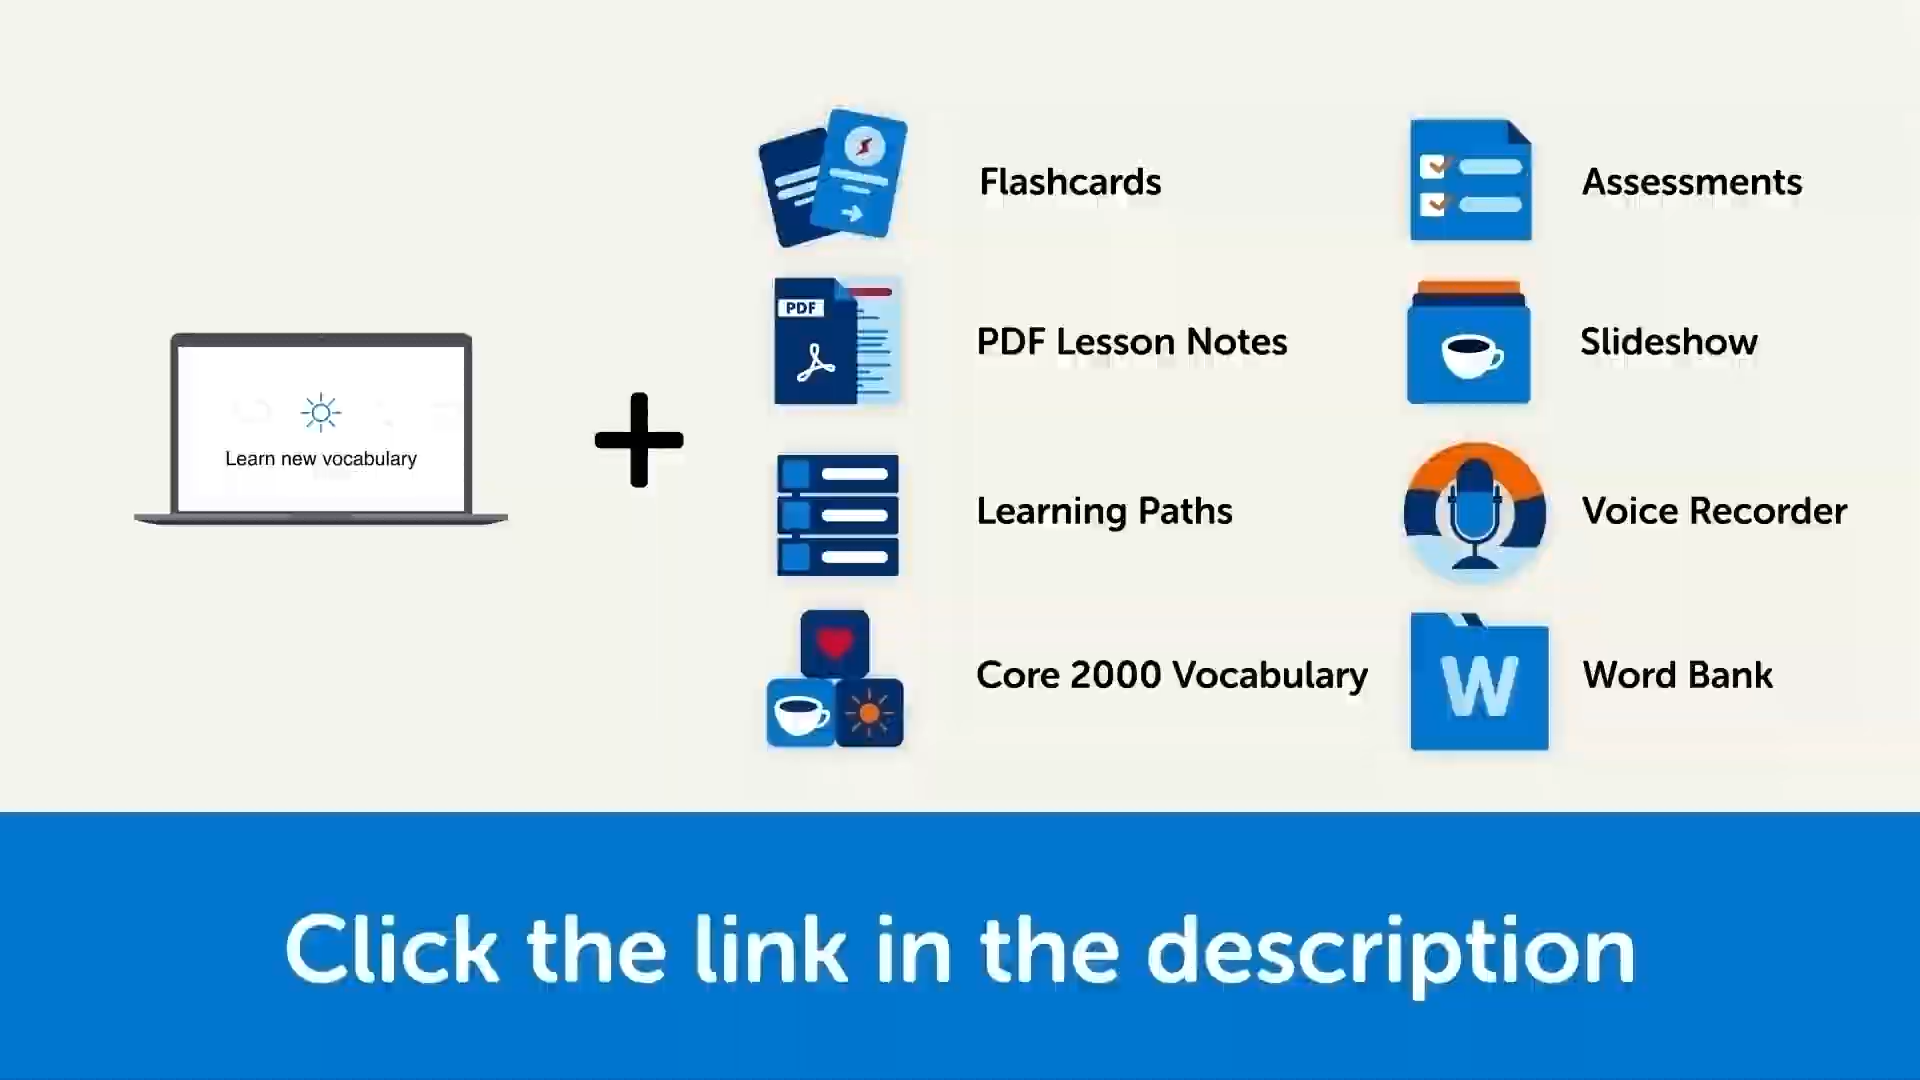 Learn new vocabulary
Flashcards
PDF
PDF Lesson Notes
Learning Paths
Core 2000 Vocabulary
Assessments
Slideshow
Voice Recorder
W
Word Bank
Click the link in the description